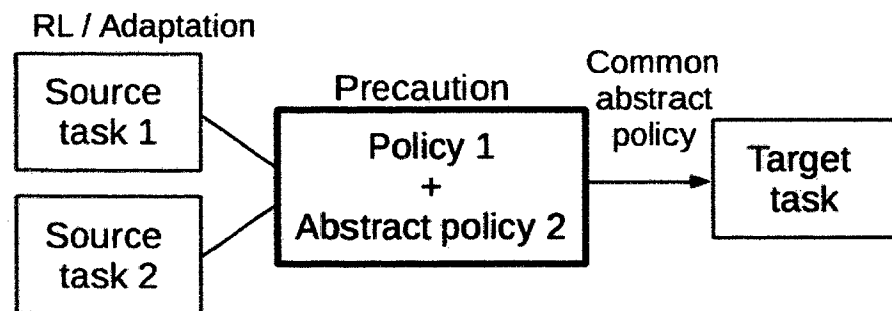 RL / Adaptation
Source
task 1
Source
task 2
Precaution
Policy 1
+
Abstract policy 2
Common
abstract
policy
Target
task